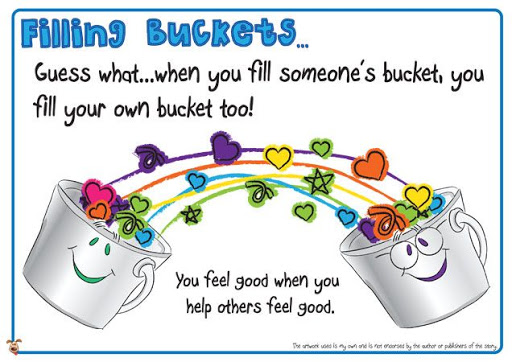 Filling Buckets...
Guess what...when you fill someone's bucket, you
fill your own bucket too!
You feel good when you
help others feel good.
The artwork used is my own one is not endorsed by the author or publishers of the story.